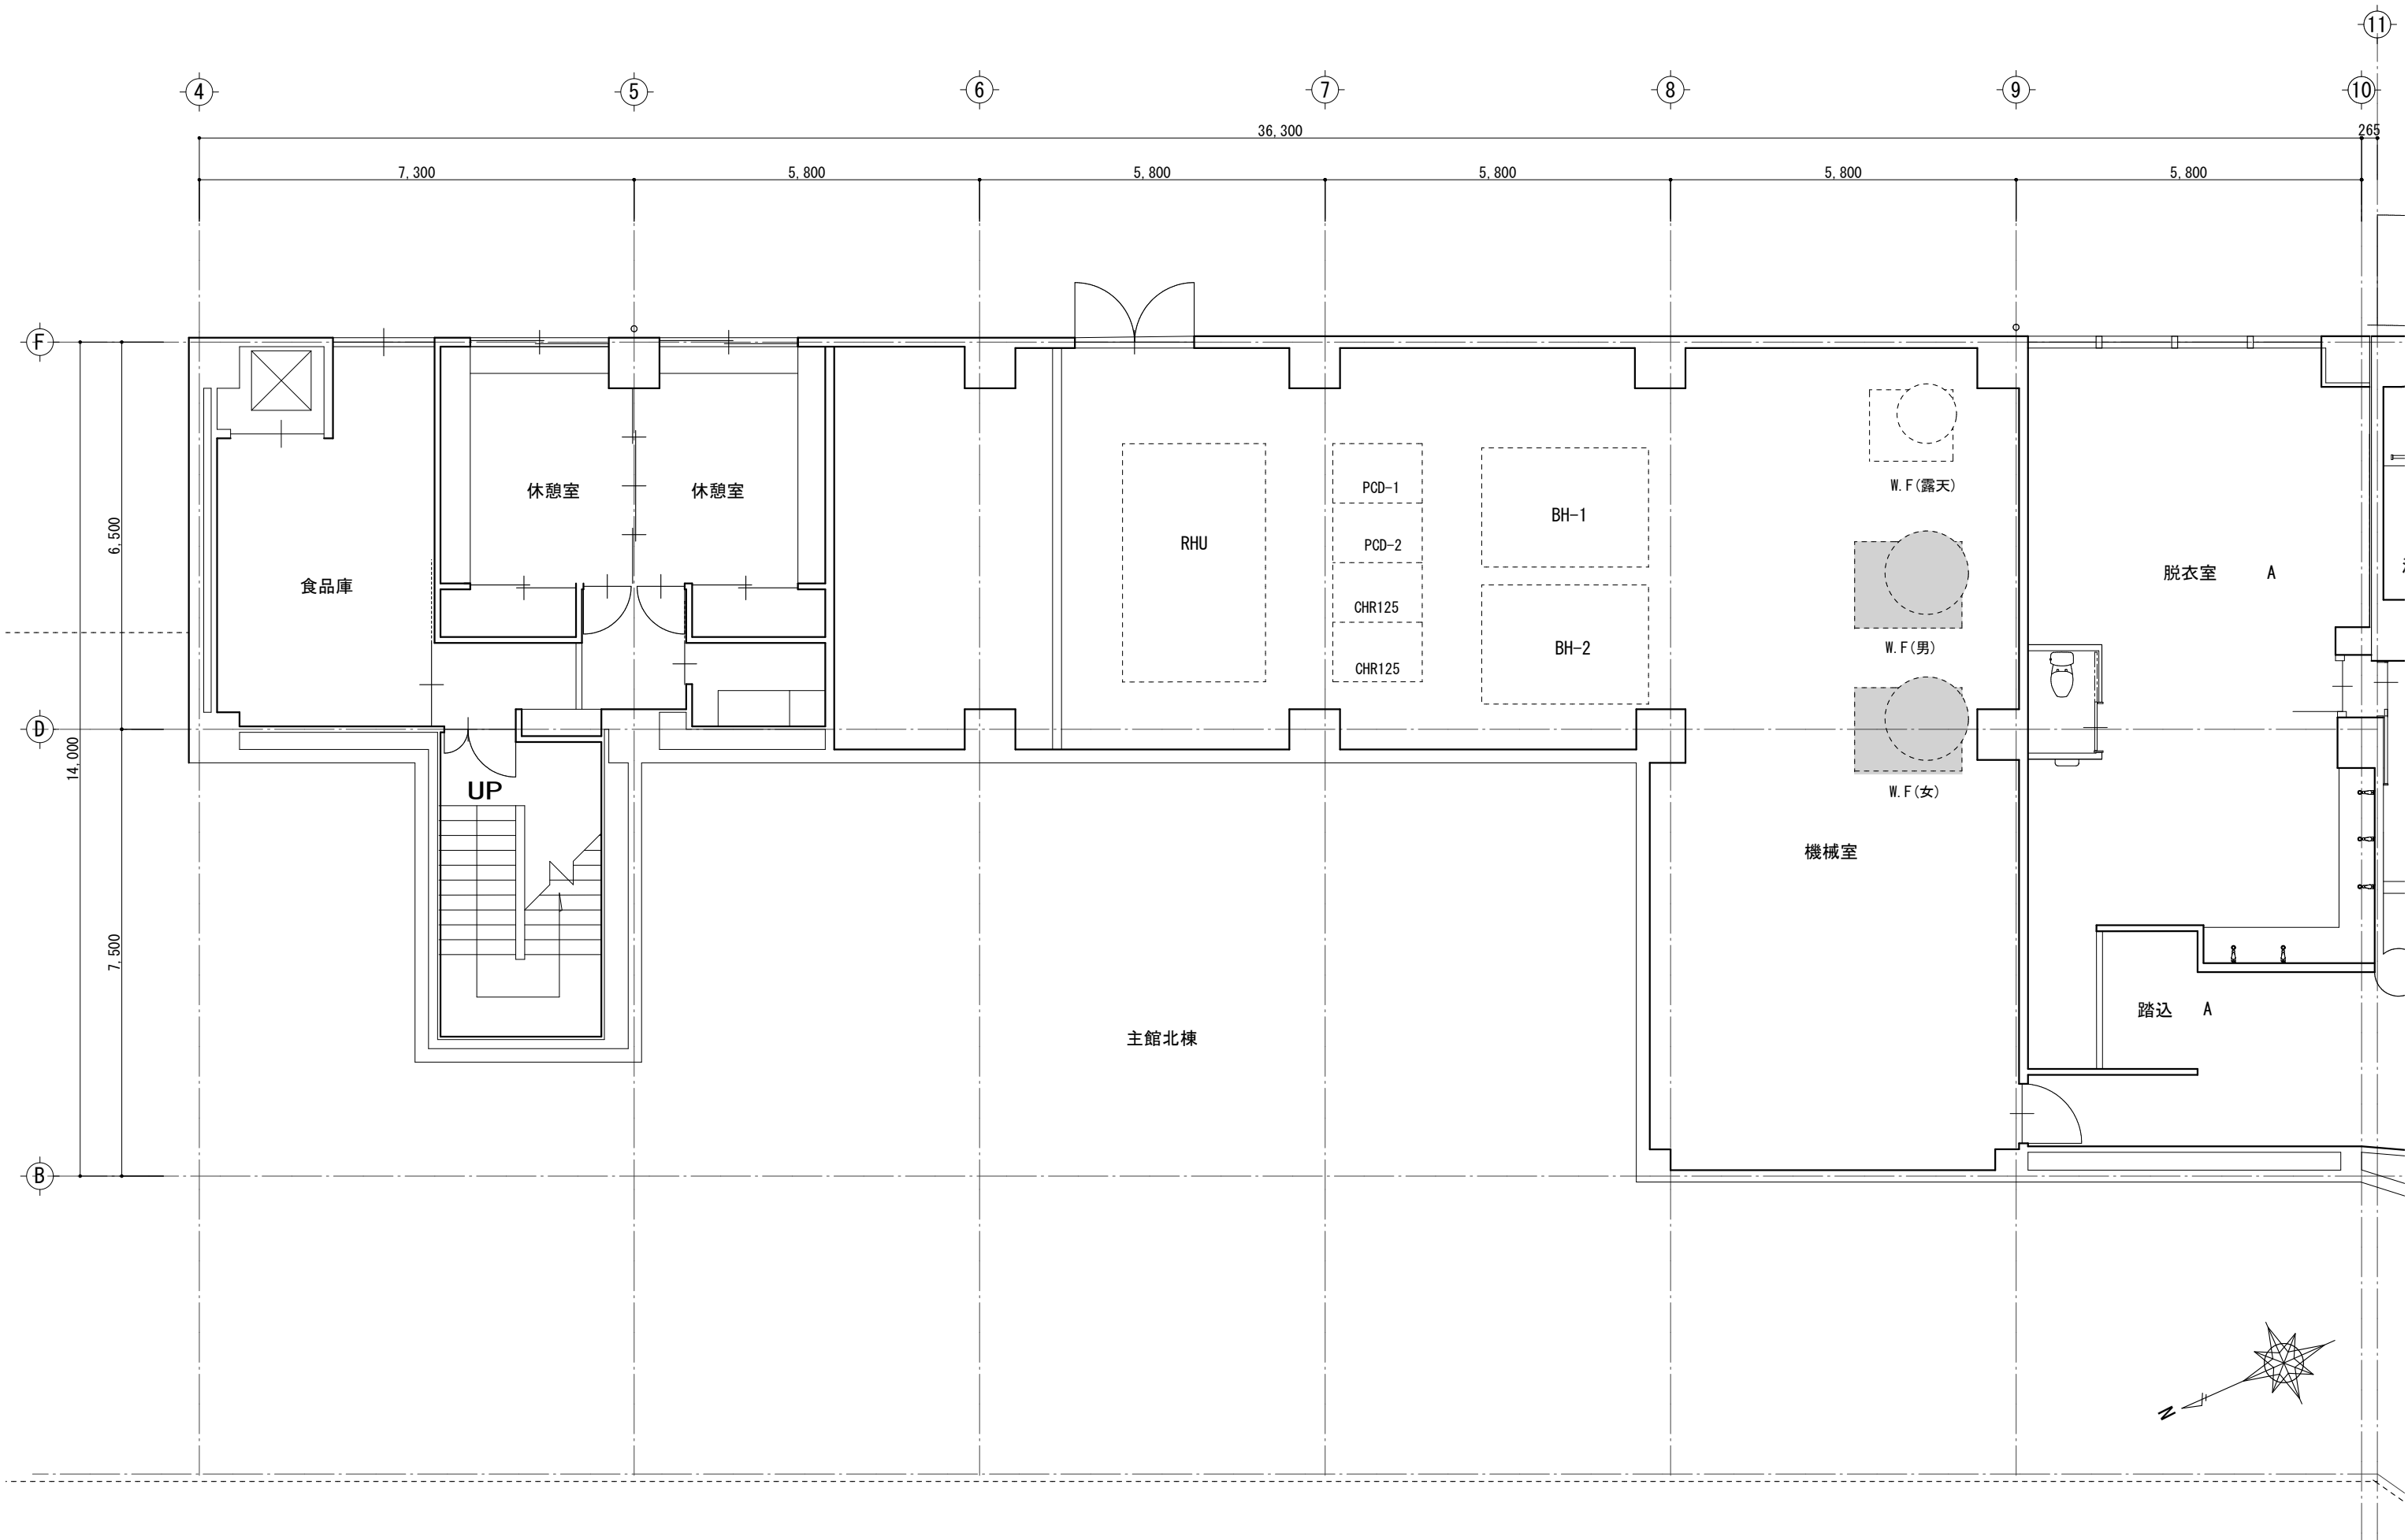 11
4 5 6 7 8 9 10
36,300 265
7,300 5,800 5,800 5,800 5,800 5,800
F
W.F(露天)
休憩室 休憩室 PCD-1
BH-1
6,500 RHU PCD-2
脱衣室 A
食品庫 CHR125
W.F(男)
BH-2
CHR125
D
14,000
UP W.F(女)
機械室
7,500
踏込 A
主館北棟
B
N